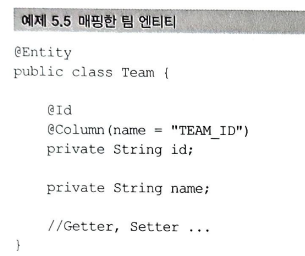 예제 5.5 매핑한 팀 엔티티
@Entity
public class Team {
@Id
@Column(name = "TEAM_ID")
private String id;
private String name;
//Getter, Setter ...
}